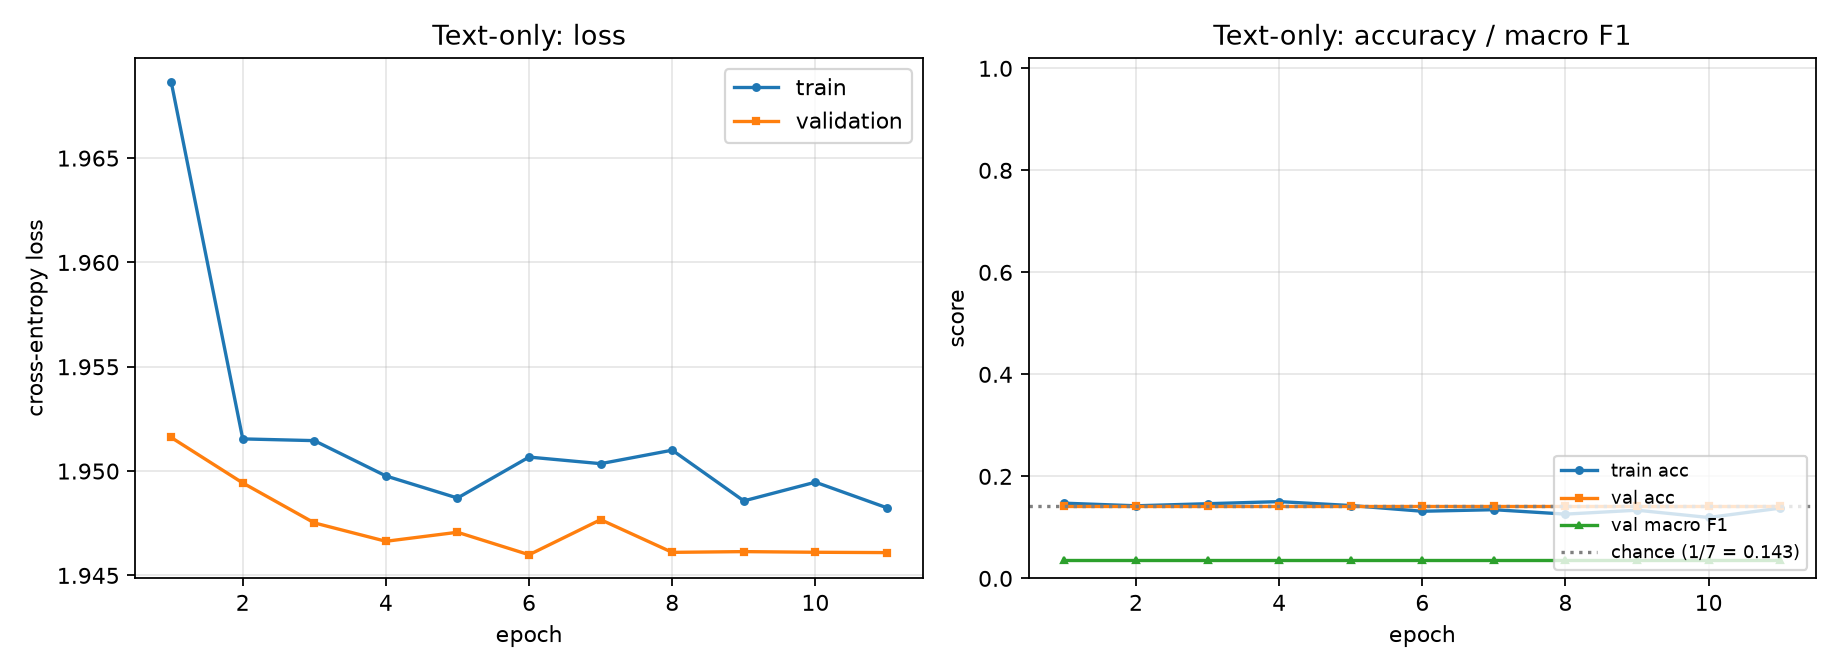 Text-only: loss
train
validation
1.965
1.960
1.955
1.950
1.945
cross-entropy loss
2
4
6
8
10
epoch
Text-only: accuracy / macro F1
1.0
0.8
0.6
0.4
0.2
0.0
score
train acc
val acc
val macro F1
chance (1/7 = 0.143)
2
4
6
8
10
epoch